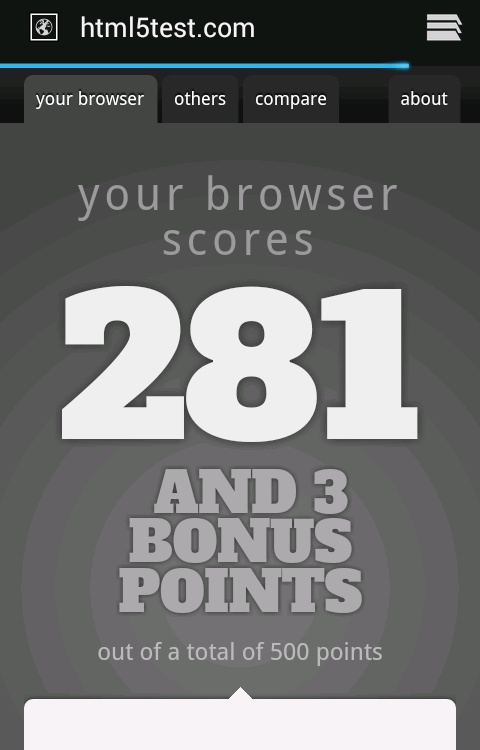 html5test.com
your browser others compare about
your browser
scores
281
AND 3
BONUS
POINTS
out of a total of 500 points